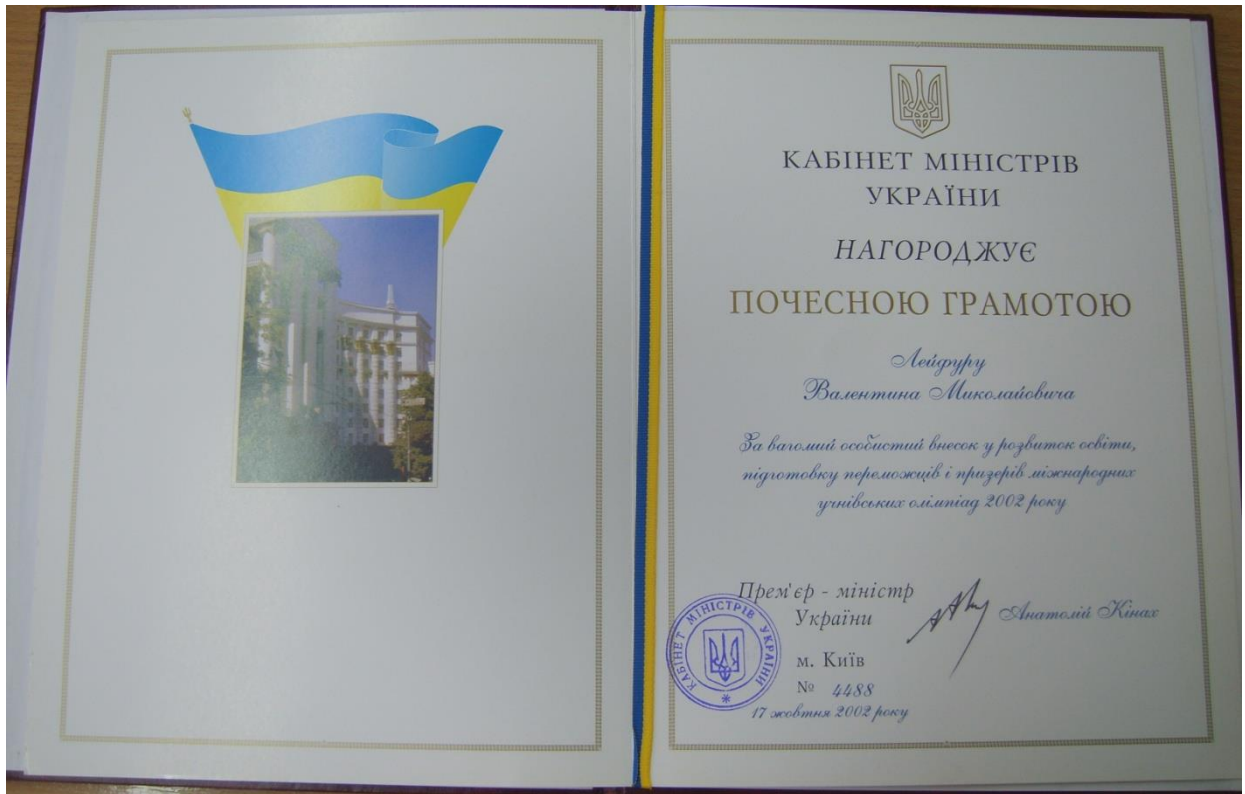 КАБІНЕТ МІНІСТРІВ
УКРАЇНИ
НАГОРОДЖУЄ
ПОЧЕСНОЮ ГРАМОТОЮ
Лейфуру
Валентина Миколайовича
За вагомий особистий внесок у розвиток освіти,
підготовку переможців і призерів міжнародних
учнівських олімпіад 2002 року
Прем'єр - міністр
України
Анатолій Кінах
м. Київ
№ 4488
17 жовтня 2002 року
КАБІНЕТ МІНІСТРІВ УКРАЇНИ